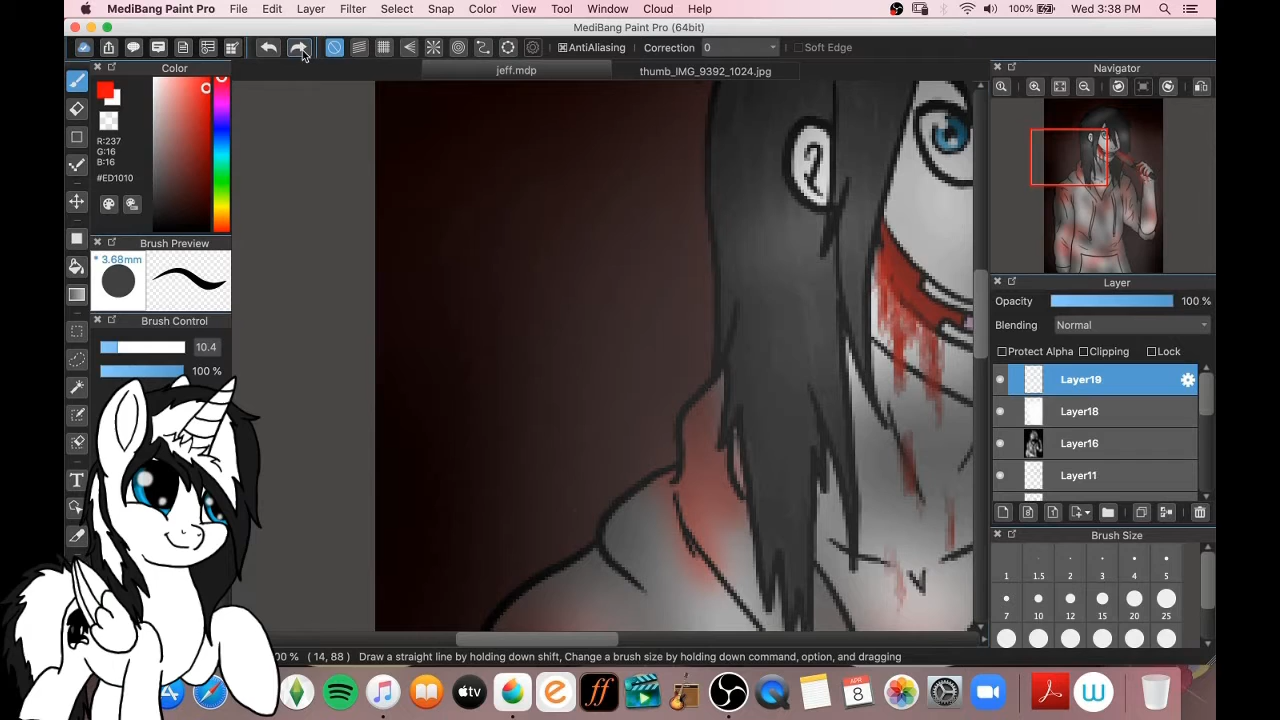 MediBang Paint Pro File Edit Layer Filter Select Snap Color View Tool Window Cloud Help 100% Wed 3:38 PM
MediBang Paint Pro (64bit)
AntiAliasing Correction 0 Soft Edge
Color
jeff.mdp
thumb_IMG_9392_1024.jpg
Navigator
R:237
G:16
B:16
#ED1010
Brush Preview
* 3.68mm
Brush Control
10.4
100 %
Layer
Opacity 100 %
Blending Normal
Protect Alpha Clipping Lock
Layer19
Layer18
Layer16
Layer11
Brush Size
1 1.5 2 3 4 5
7 10 12 15 20 25
% ( 14, 88 ) Draw a straight line by holding down shift, Change a brush size by holding down command, option, and dragging
tv
APR
8